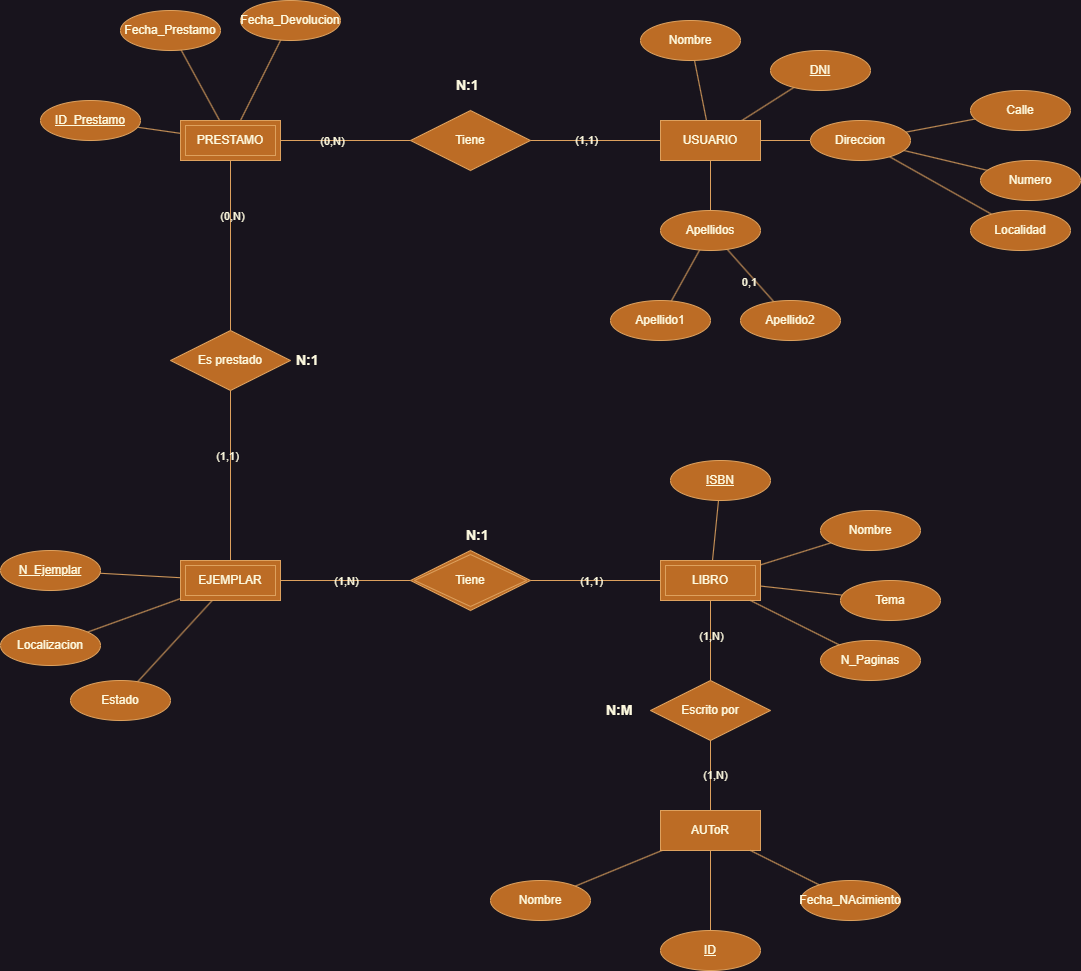 Fecha_Prestamo
Fecha_Devolucion
Nombre
DNI
N:1
ID_Prestamo
Calle
PRESTAMO
(0,N)
Tiene
(1,1)
USUARIO
Direccion
Numero
(0,N)
Apellidos
Localidad
0,1
Apellido1
Apellido2
Es prestado
N:1
(1,1)
ISBN
N:1
Nombre
N_Ejemplar
EJEMPLAR
(1,N)
Tiene
(1,1)
LIBRO
Tema
Localizacion
(1,N)
N_Paginas
Estado
N:M
Escrito por
(1,N)
AUToR
Nombre
Fecha_NAcimiento
ID